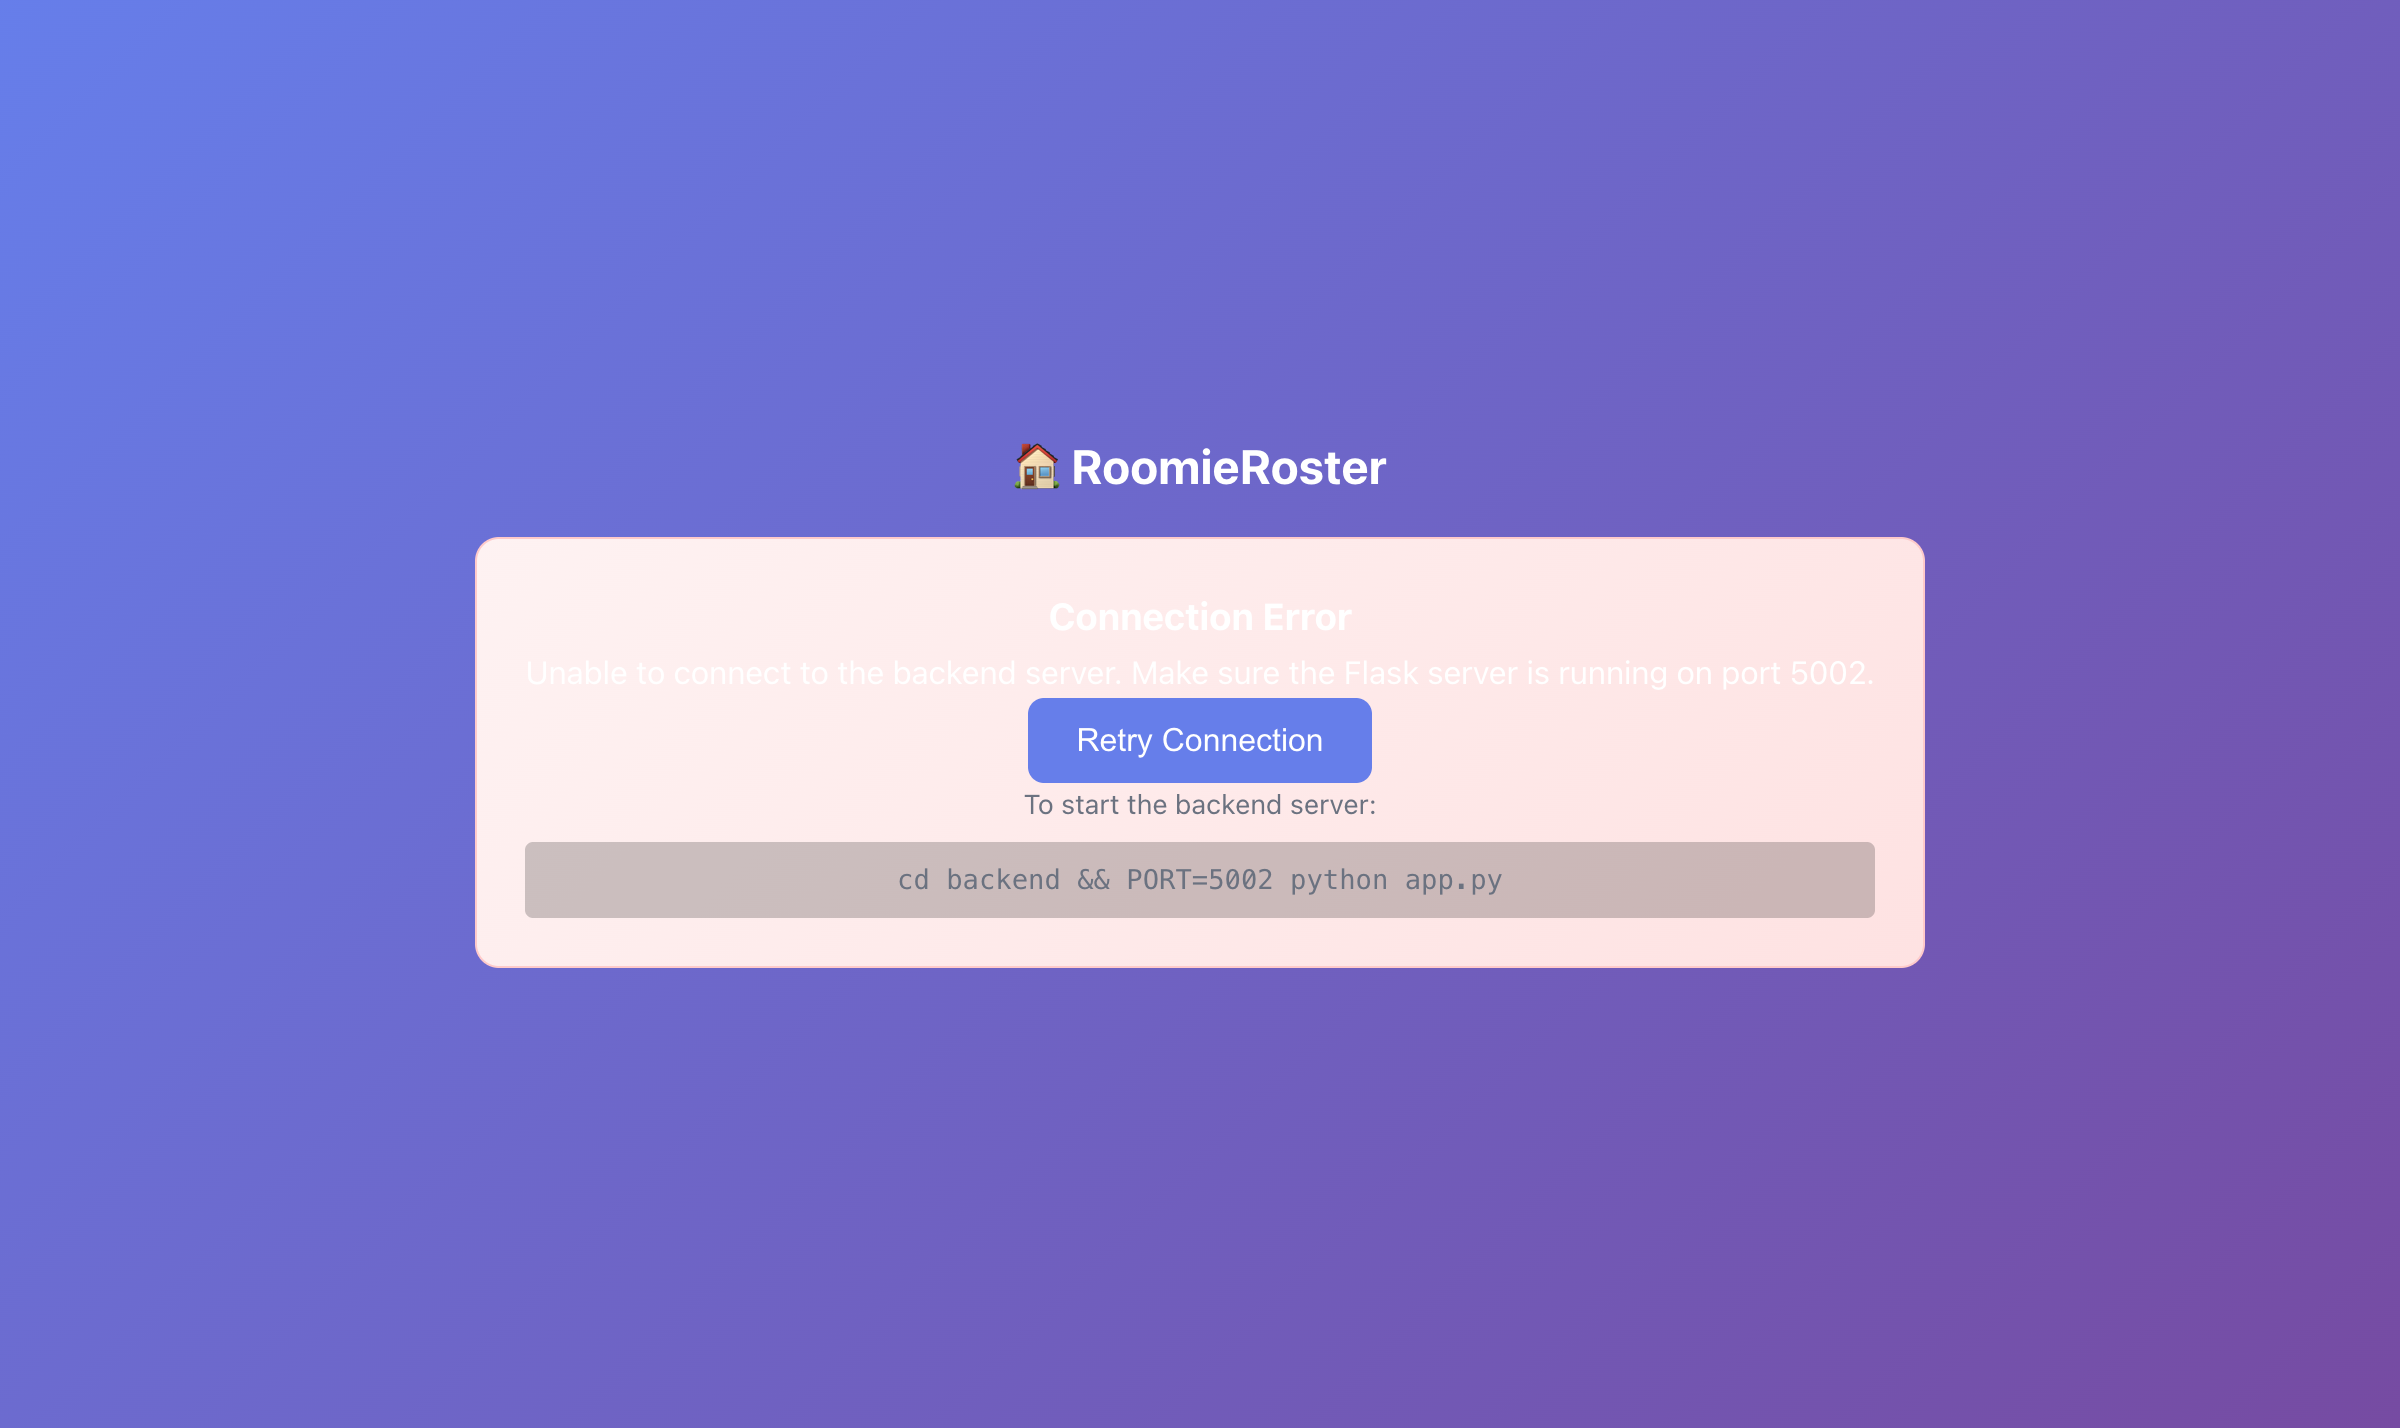 RoomieRoster
Connection Error
Unable to connect to the backend server. Make sure the Flask server is running on port 5002.
Retry Connection
To start the backend server:
cd backend && PORT=5002 python app.py